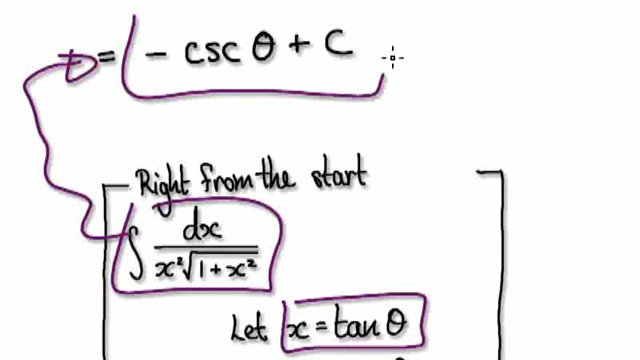 I = - csc θ + C
Right from the start
∫ dx / x²√1 + x²
Let x = tan θ